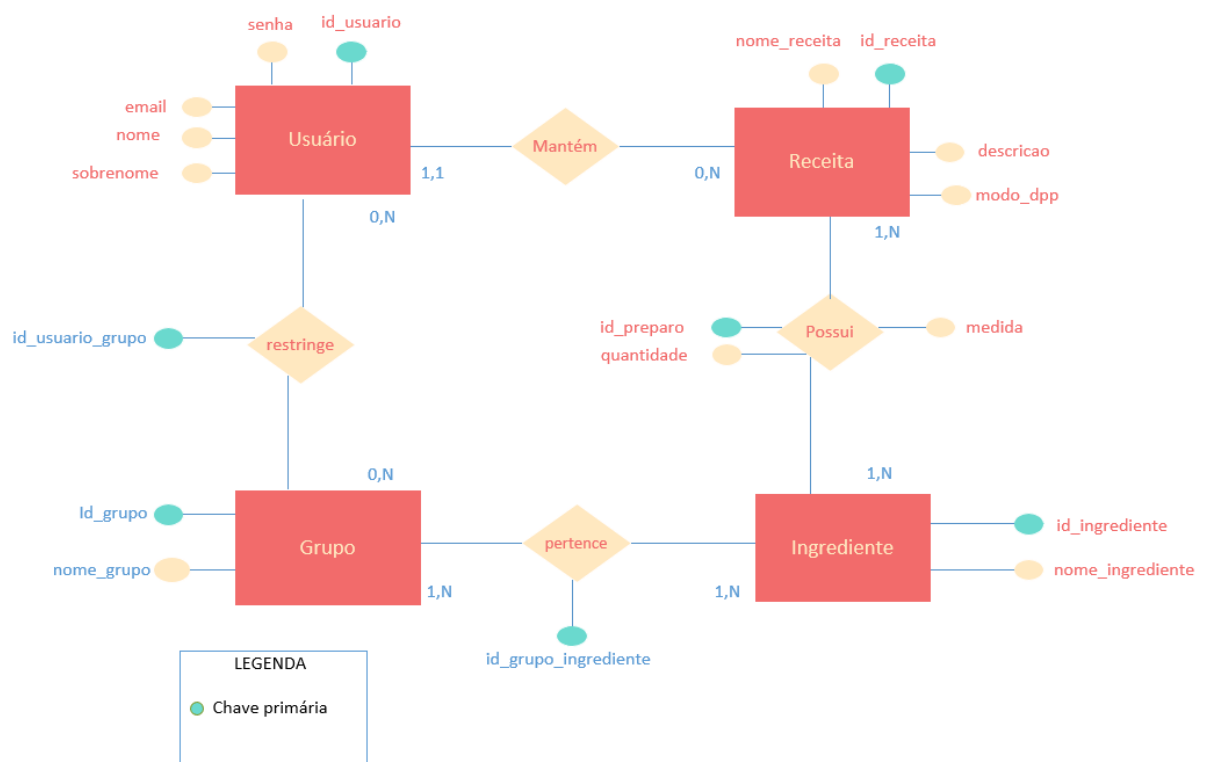 senha
id_usuario
nome_receita
id_receita
email
nome
sobrenome
Usuário
Mantém
Receita
descricao
modo_dpp
1,1
0,N
0,N
1,N
id_usuario_grupo
restringe
id_preparo
quantidade
Possui
medida
0,N
1,N
Id_grupo
nome_grupo
Grupo
pertence
Ingrediente
id_ingrediente
nome_ingrediente
1,N
1,N
id_grupo_ingrediente
LEGENDA
Chave primária